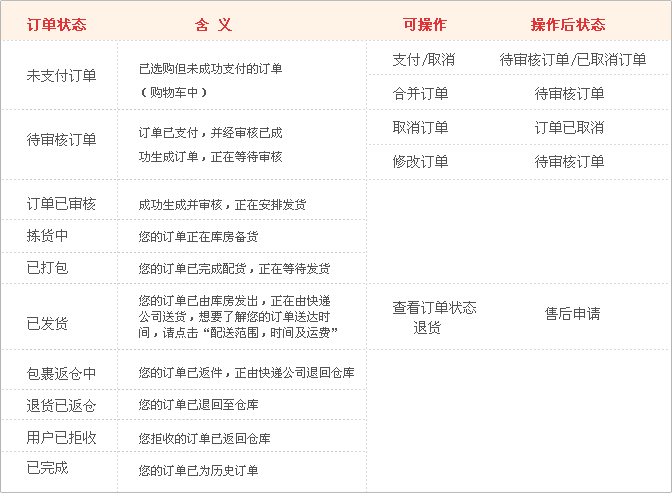 订单状态 含 义 可操作 操作后状态
未支付订单
已选购但未成功支付的订单
(购物车中)
支付/取消 待审核订单/已取消订单
合并订单 待审核订单
待审核订单
订单已支付,并经审核已成
功生成订单,正在等待审核
取消订单 订单已取消
修改订单 待审核订单
订单已审核 成功生成并审核,正在安排发货
拣货中 您的订单正在库房备货
已打包 您的订单已完成配货,正在等待发货
已发货
您的订单已由库房发出,正在由快递
公司送货,想要了解您的订单送达时
间,请点击“配送范围,时间及运费”
查看订单状态
退货
售后申请
包裹返仓中 您的订单已返件,正由快递公司退回仓库
退货已返仓 您的订单已退回至仓库
用户已拒收 您拒收的订单已返回仓库
已完成 您的订单已为历史订单